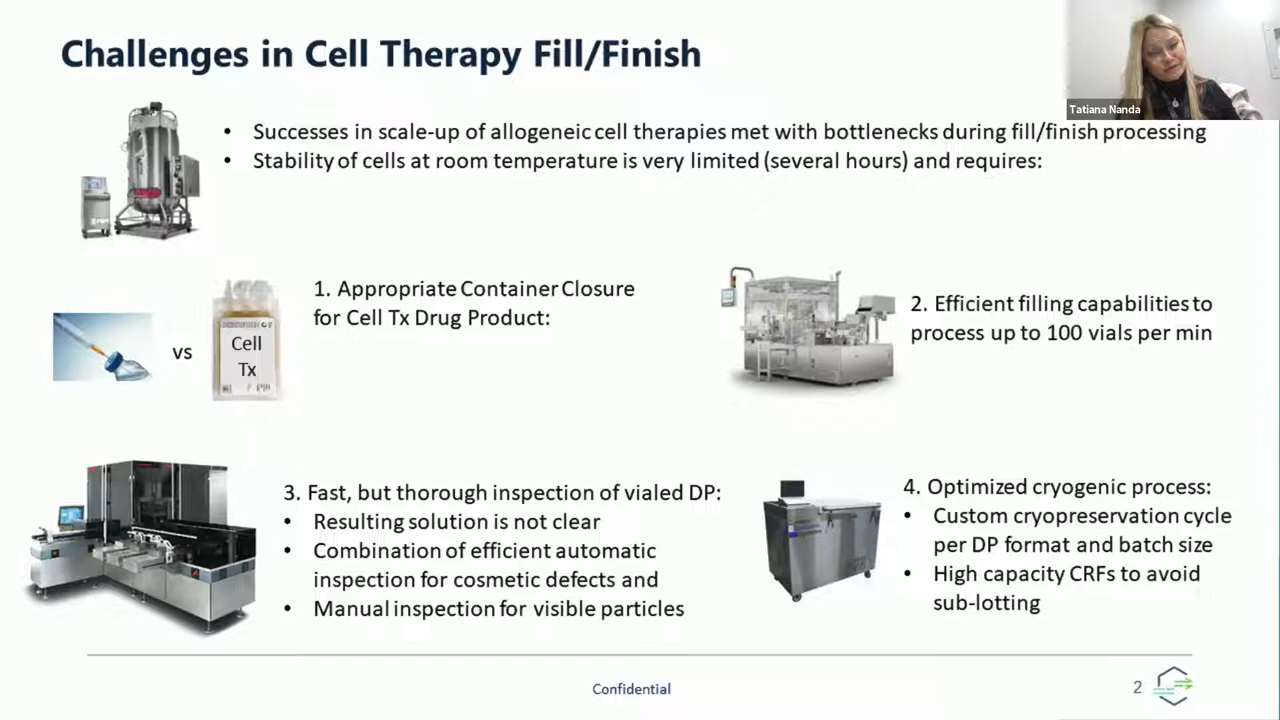 Challenges in Cell Therapy Fill/Finish
Tatiana Nanda
• Successes in scale-up of allogeneic cell therapies met with bottlenecks during fill/finish processing
• Stability of cells at room temperature is very limited (several hours) and requires:
1. Appropriate Container Closure
for Cell Tx Drug Product:
vs
Cell
Tx
2. Efficient filling capabilities to
process up to 100 vials per min
3. Fast, but thorough inspection of vialed DP:
• Resulting solution is not clear
• Combination of efficient automatic
inspection for cosmetic defects and
• Manual inspection for visible particles
4. Optimized cryogenic process:
• Custom cryopreservation cycle
per DP format and batch size
• High capacity CRFs to avoid
sub-lotting
Confidential
2